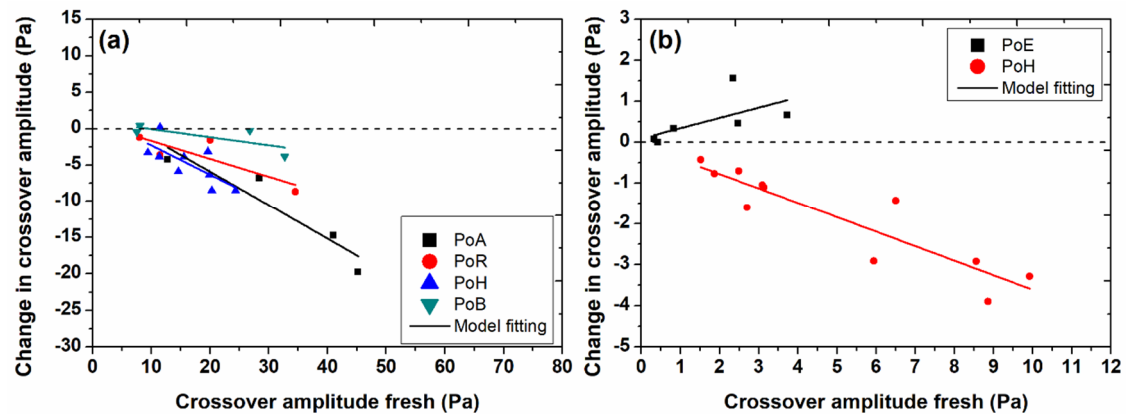 (a)
Change in crossover amplitude (Pa)
15
10
5
0
-5
-10
-15
-20
-25
-30
PoA
PoR
PoH
PoB
Model fitting
0 10 20 30 40 50 60 70 80
Crossover amplitude fresh (Pa)
(b)
Change in crossover amplitude (Pa)
3
2
1
0
-1
-2
-3
-4
-5
PoE
PoH
Model fitting
0 1 2 3 4 5 6 7 8 9 10 11 12
Crossover amplitude fresh (Pa)